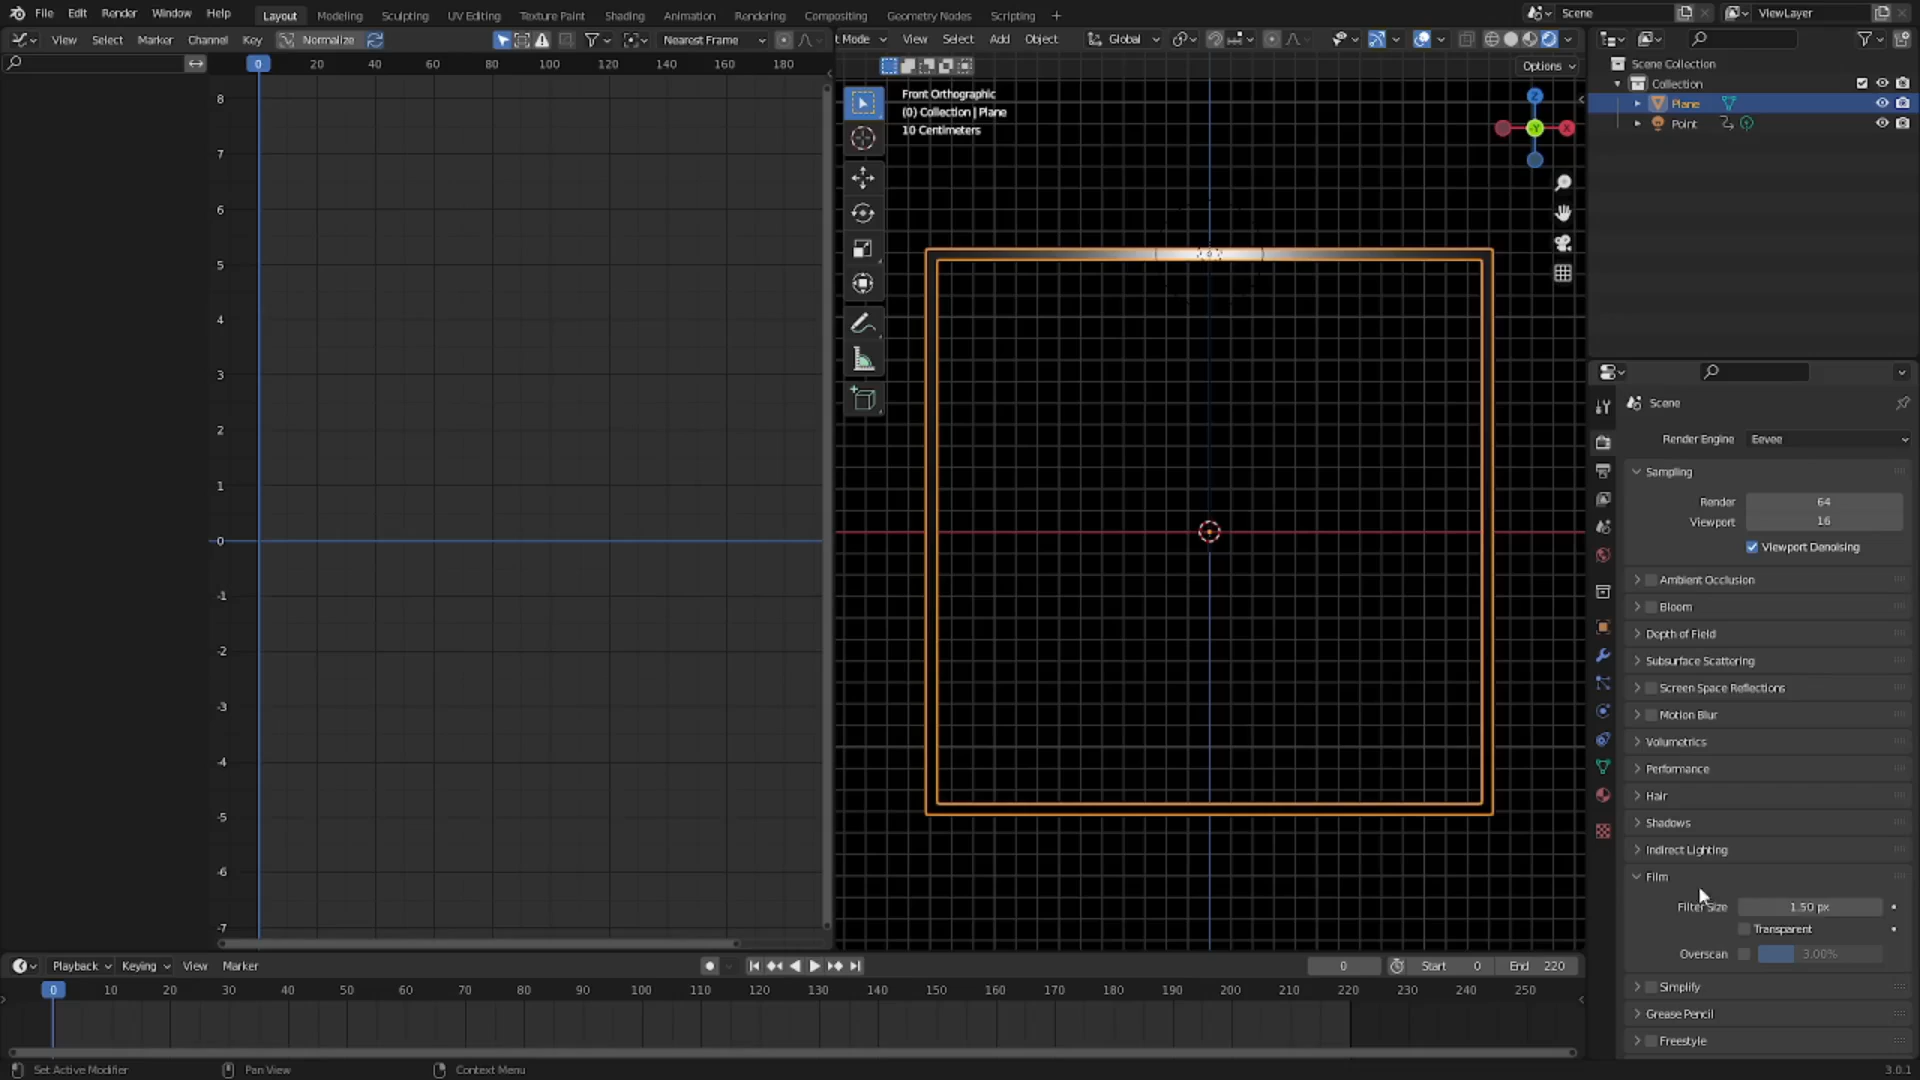 File Edit Render Window Help Layout Modeling Sculpting UV Editing Texture Paint Shading Animation Rendering Compositing Geometry Nodes Scripting + Scene ViewLayer
View Select Marker Channel Key Normalize Nearest Frame
t Mode View Select Add Object Global
0 20 40 60 80 100 120 140 160 180
Options
8
7
6
5
4
3
2
1
0
-1
-2
-3
-4
-5
-6
-7
Front Orthographic
(0) Collection | Plane
10 Centimeters
Z
X
-Y
Scene Collection
Collection
Plane
Point
Scene
Render Engine Eevee
Sampling
Render 64
Viewport 16
Viewport Denoising
Ambient Occlusion
Bloom
Depth of Field
Subsurface Scattering
Screen Space Reflections
Motion Blur
Volumetrics
Performance
Hair
Shadows
Indirect Lighting
Film
Filter Size 1.50 px
Transparent
Overscan 3.00%
Simplify
Grease Pencil
Freestyle
Playback Keying View Marker 0 Start 0 End 220
0 10 20 30 40 50 60 70 80 90 100 110 120 130 140 150 160 170 180 190 200 210 220 230 240 250
Set Active Modifier Pan View Context Menu 3.0.1